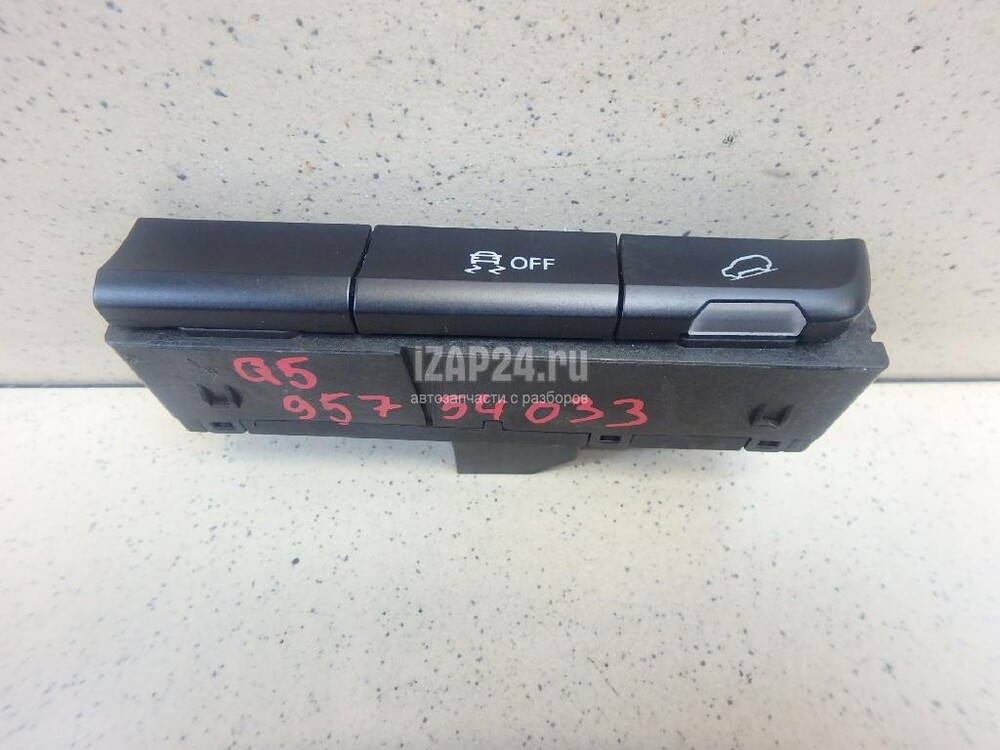 OFF
IZAP24.ru
автозапчасти с разборов
Q5
957 54033